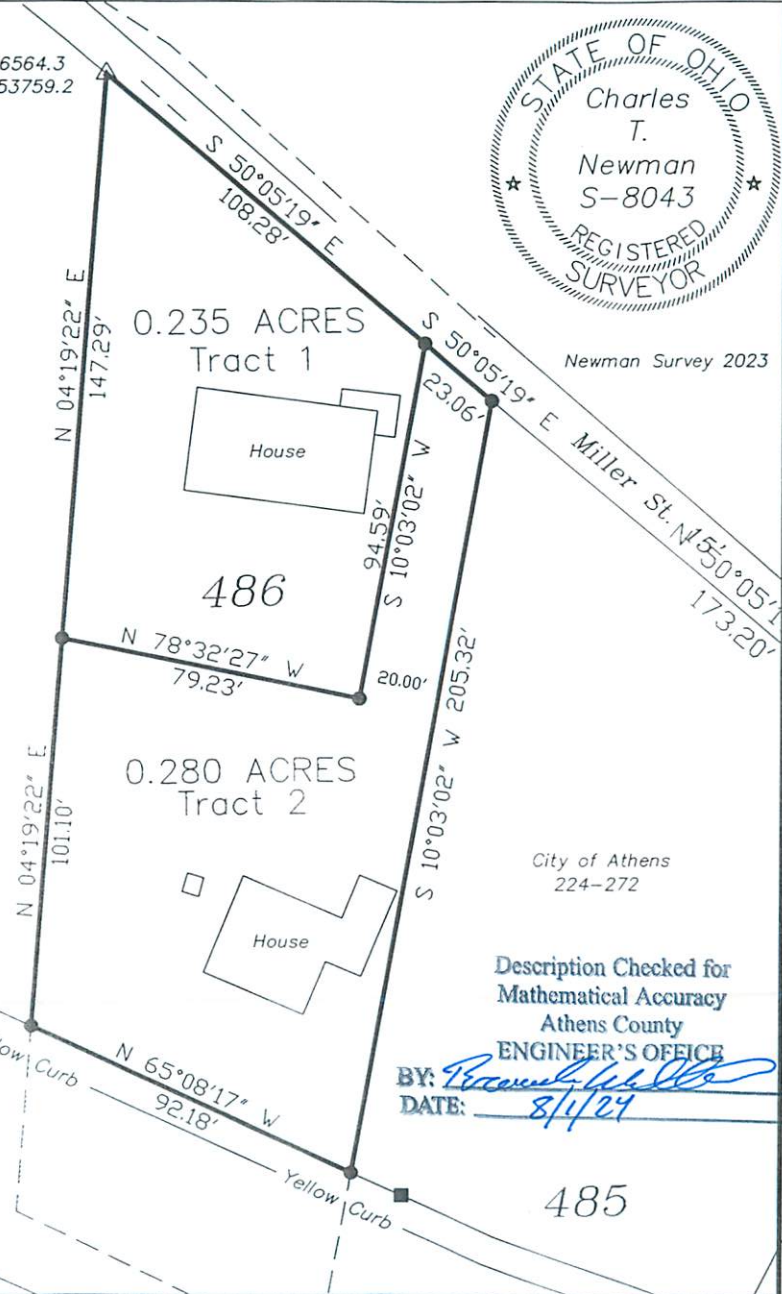 6564.3
53759.2
STATE OF OHIO
Charles
T.
Newman
S-8043
REGISTERED
SURVEYOR
Newman Survey 2023
S 50°05'19" E
108.28'
S 50°05'19" E
23.06'
Miller St. 15'
N 50°05'1
173.20'
N 04°19'22" E
147.29'
0.235 ACRES
Tract 1
House
94.59'
S 10°03'02" W
486
N 78°32'27" W
79.23'
20.00'
S 10°03'02" W 205.32'
0.280 ACRES
Tract 2
N 04°19'22" E
101.10'
House
City of Athens
224-272
Description Checked for
Mathematical Accuracy
Athens County
ENGINEER'S OFFICE
BY:
DATE: 8/1/24
N 65°08'17" W
92.18'
low Curb
Yellow Curb
485